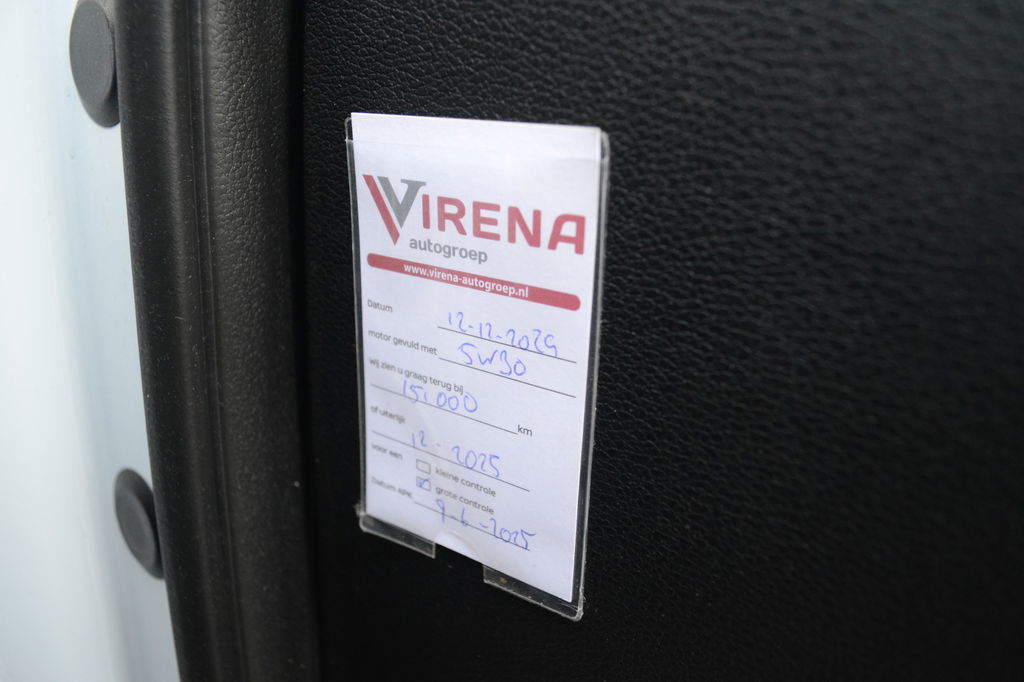 VIRENA
autogroep
www.virena-autogroep.nl
Datum 12-12-2024
motor gevuld met 5W30
Wij zien u graag terug bij
15.000 km
of uiterlijk
12-2025
voor een kleine controle
grote controle
Datum APK 9-6-2025